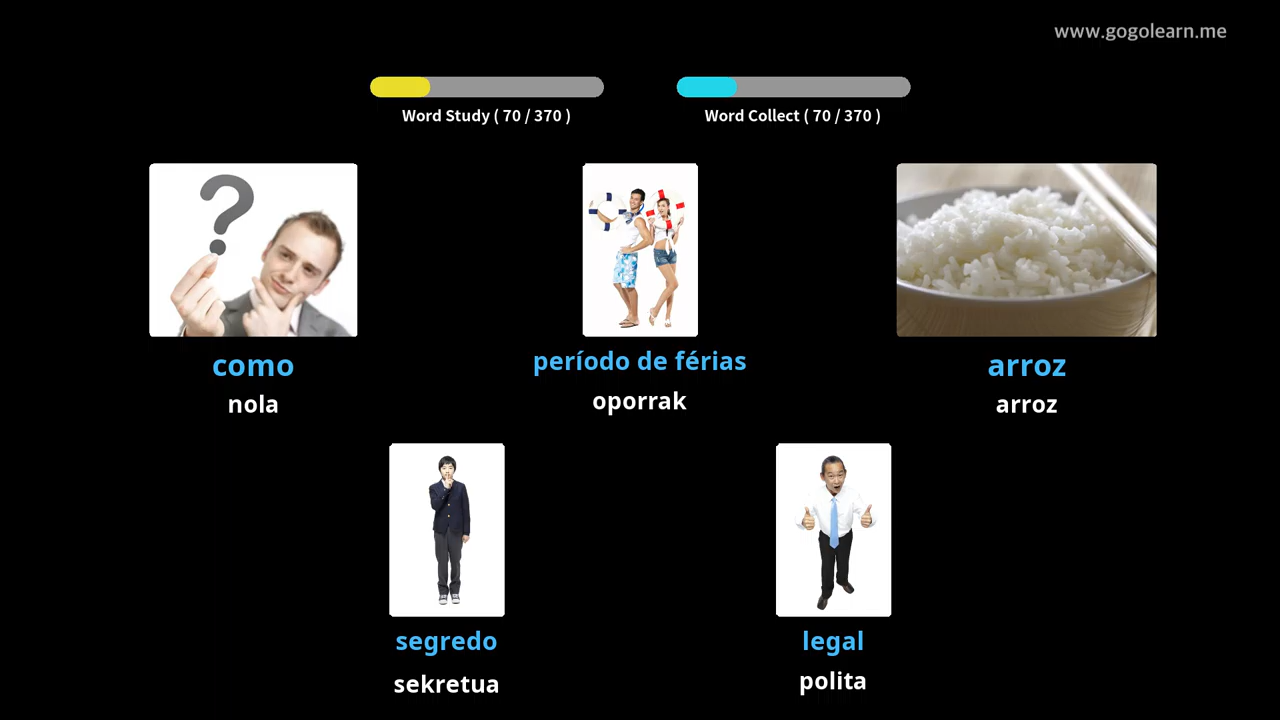 www.gogolearn.me
Word Study ( 70 / 370 )
Word Collect ( 70 / 370 )
como
nola
período de férias
oporrak
arroz
arroz
segredo
sekretua
legal
polita